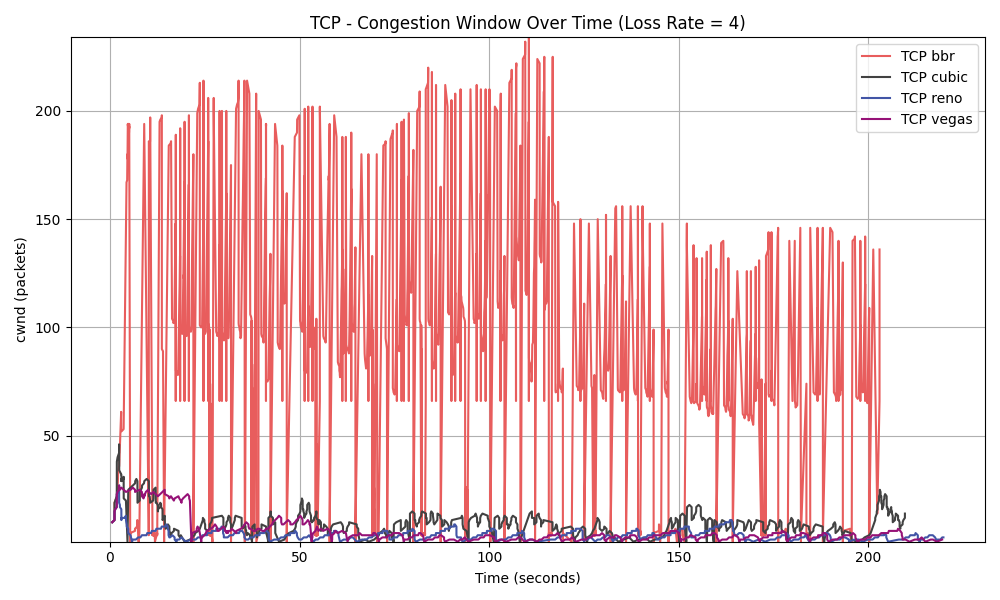 TCP - Congestion Window Over Time (Loss Rate = 4)
TCP bbr
TCP cubic
TCP reno
TCP vegas
cwnd (packets)
200
150
100
50
0
50
100
150
200
Time (seconds)